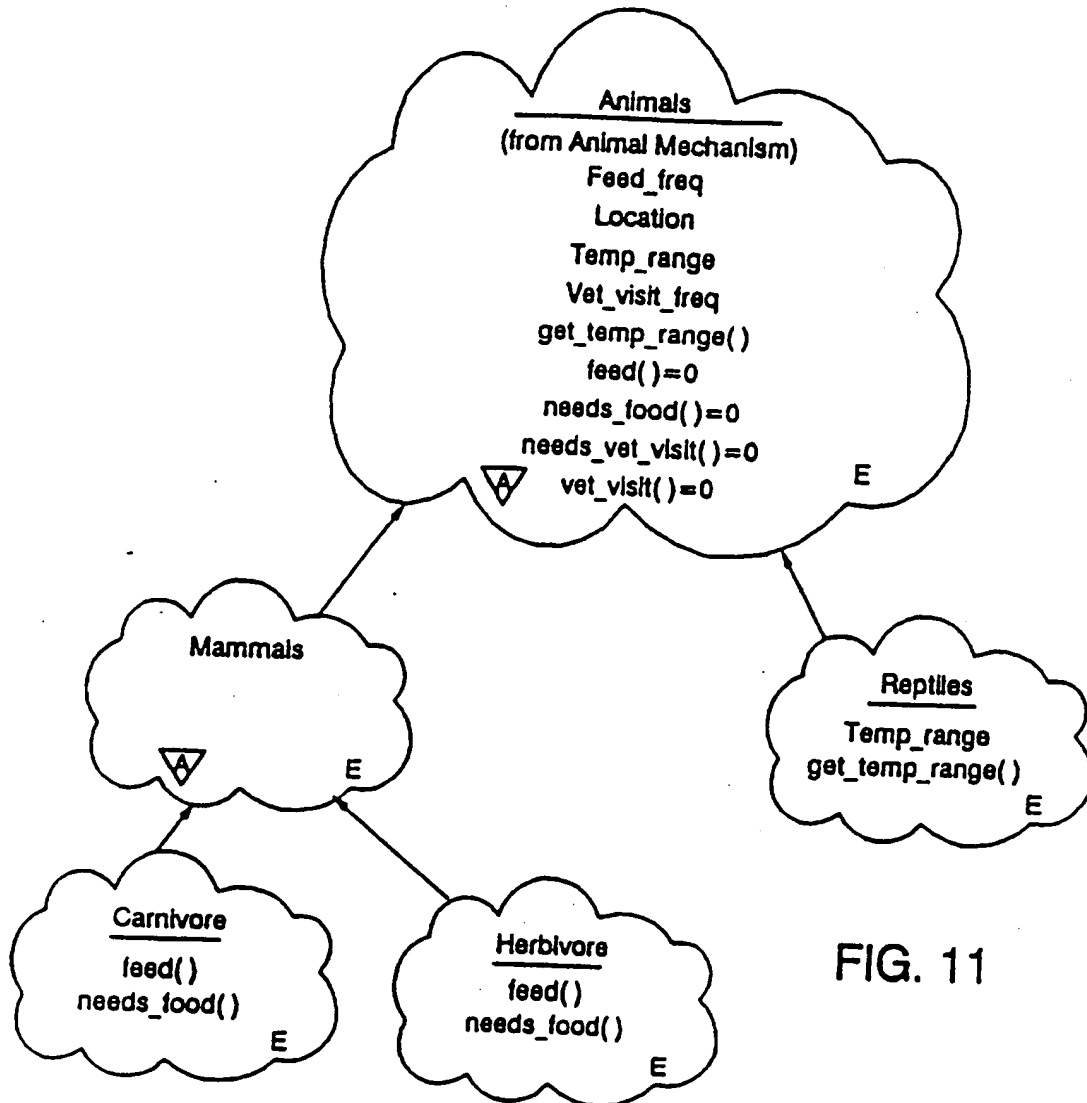 Animals
(from Animal Mechanism)
Feed_freq
Location
Temp_range
Vet_visit_freq
get_temp_range()
feed()=0
needs_food()=0
needs_vet_visit()=0
vet_visit()=0
A
E
Mammals
A
E
Reptiles
Temp_range
get_temp_range()
E
Carnivore
feed()
needs_food()
E
Herbivore
feed()
needs_food()
E
FIG. 11